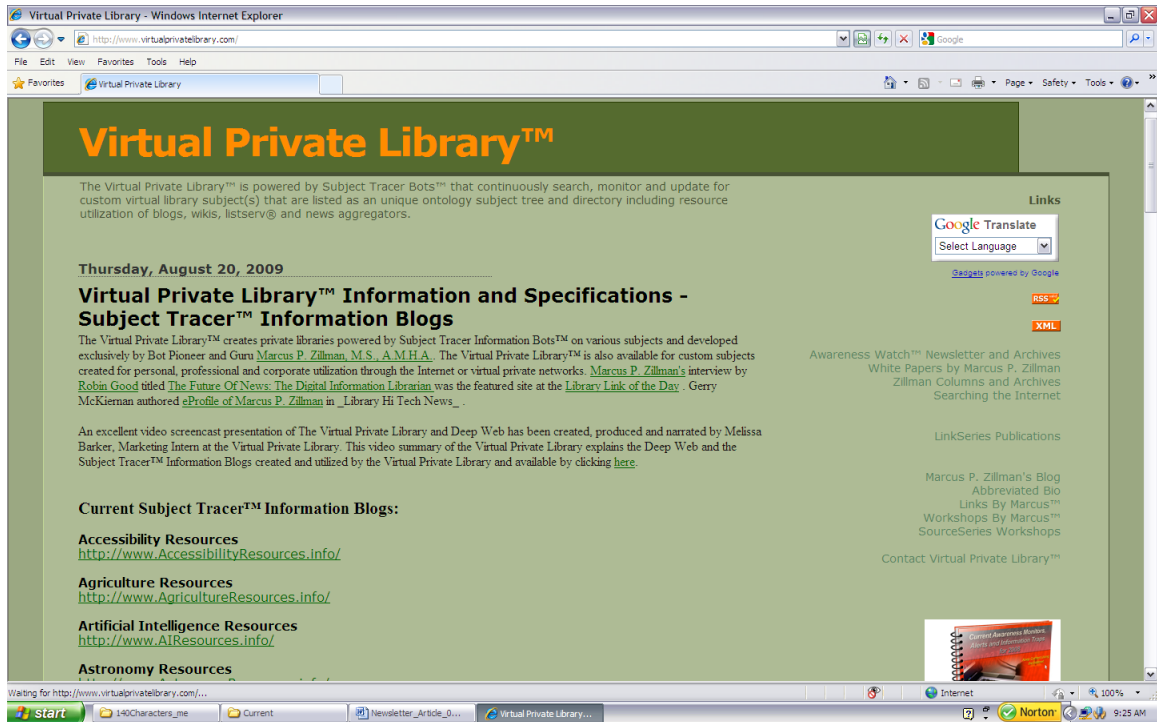 Virtual Private Library - Windows Internet Explorer
http://www.virtualprivatelibrary.com/
Google
File Edit View Favorites Tools Help
Favorites
Virtual Private Library
Page Safety Tools
Virtual Private Library™
The Virtual Private Library™ is powered by Subject Tracer Bots™ that continuously search, monitor and update for
custom virtual library subject(s) that are listed as an unique ontology subject tree and directory including resource
utilization of blogs, wikis, listserv® and news aggregators.
Thursday, August 20, 2009
Virtual Private Library™ Information and Specifications -
Subject Tracer™ Information Blogs
The Virtual Private Library™ creates private libraries powered by Subject Tracer Information Bots™ on various subjects and developed
exclusively by Bot Pioneer and Guru Marcus P. Zillman, M.S., A.M.H.A.. The Virtual Private Library™ is also available for custom subjects
created for personal, professional and corporate utilization through the Internet or virtual private networks. Marcus P. Zillman's interview by
Robin Good titled The Future Of News: The Digital Information Librarian was the featured site at the Library Link of the Day . Gerry
McKiernan authored eProfile of Marcus P. Zillman in _Library Hi Tech News_ .
An excellent video screencast presentation of The Virtual Private Library and Deep Web has been created, produced and narrated by Melissa
Barker, Marketing Intern at the Virtual Private Library. This video summary of the Virtual Private Library explains the Deep Web and the
Subject Tracer™ Information Blogs created and utilized by the Virtual Private Library and available by clicking here.
Current Subject Tracer™ Information Blogs:
Accessibility Resources
http://www.AccessibilityResources.info/
Agriculture Resources
http://www.AgricultureResources.info/
Artificial Intelligence Resources
http://www.AIResources.info/
Astronomy Resources
Links
Google Translate
Select Language
Gadgets powered by Google
RSS
XML
Awareness Watch™ Newsletter and Archives
White Papers by Marcus P. Zillman
Zillman Columns and Archives
Searching the Internet
LinkSeries Publications
Marcus P. Zillman's Blog
Abbreviated Bio
Links By Marcus™
Workshops By Marcus™
SourceSeries Workshops
Contact Virtual Private Library™
Current Awareness Monitors,
Alerts and Information Traps
Waiting for http://www.virtualprivatelibrary.com/...
Internet
100%
start
140Characters_me
Current
Newsletter_Article_0...
Virtual Private Library...
Norton
9:25 AM